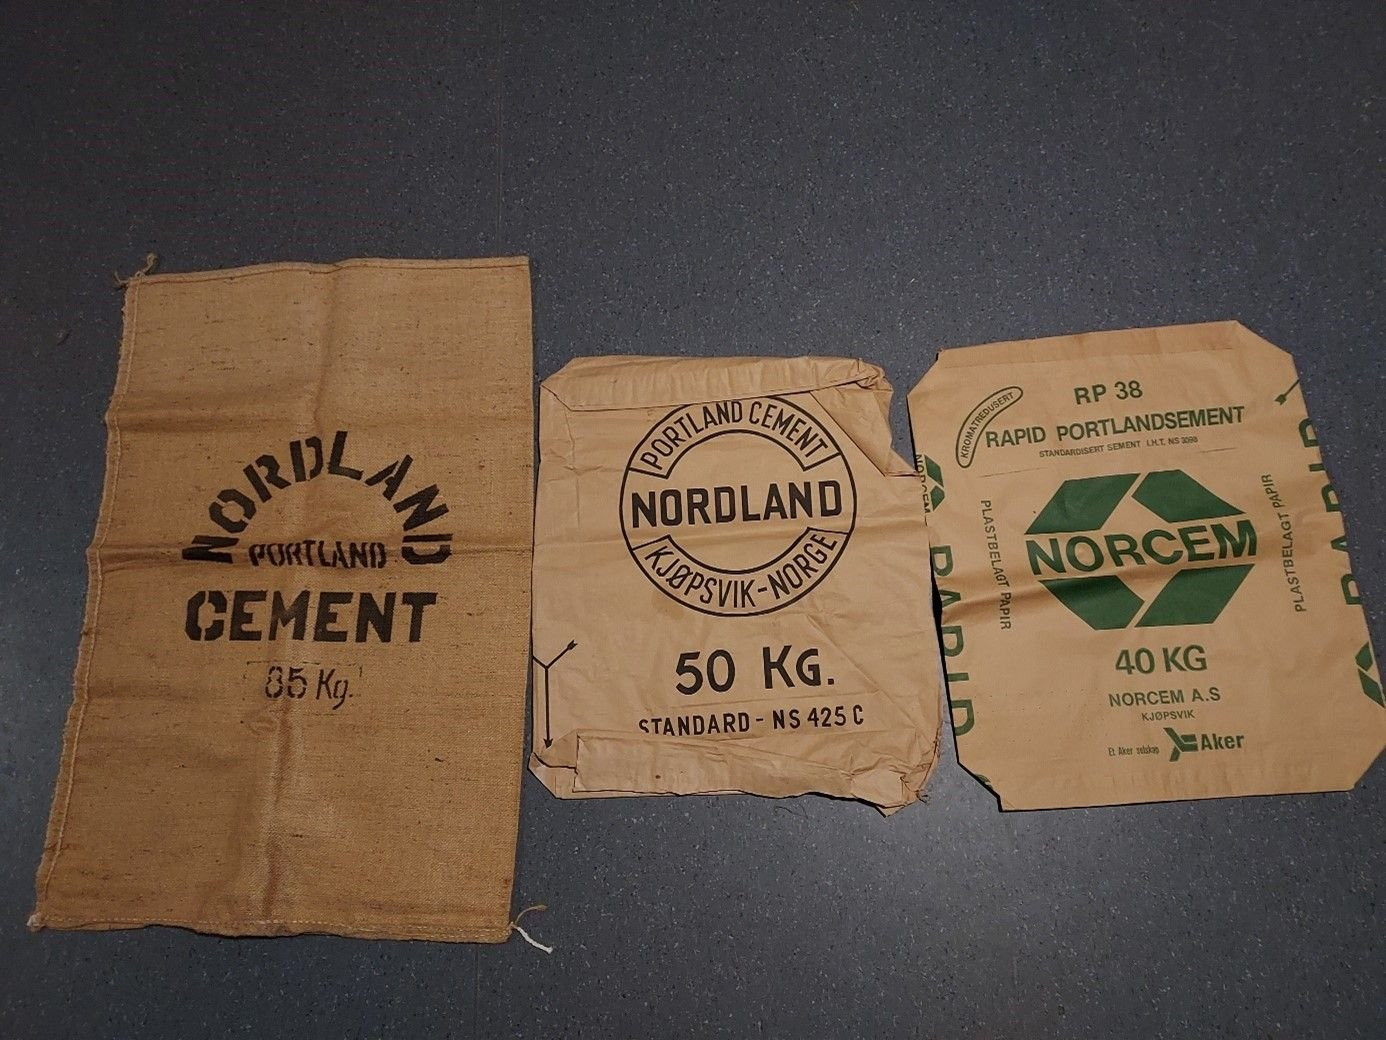 NORDLAND
PORTLAND
CEMENT
85 Kg.
PORTLAND CEMENT
NORDLAND
KJØPSVIK-NORGE
50 KG.
STANDARD - NS 425 C
NORCEM
RAPID
KROMATREDUSERT
RP 38
RAPID PORTLANDSEMENT
STANDARDISERT SEMENT I.H.T. NS 3098
PLASTBELAGT PAPIR
NORCEM
PLASTBELAGT PAPIR
40 KG
NORCEM A.S
KJØPSVIK
Et Aker selskap Aker
RAPID